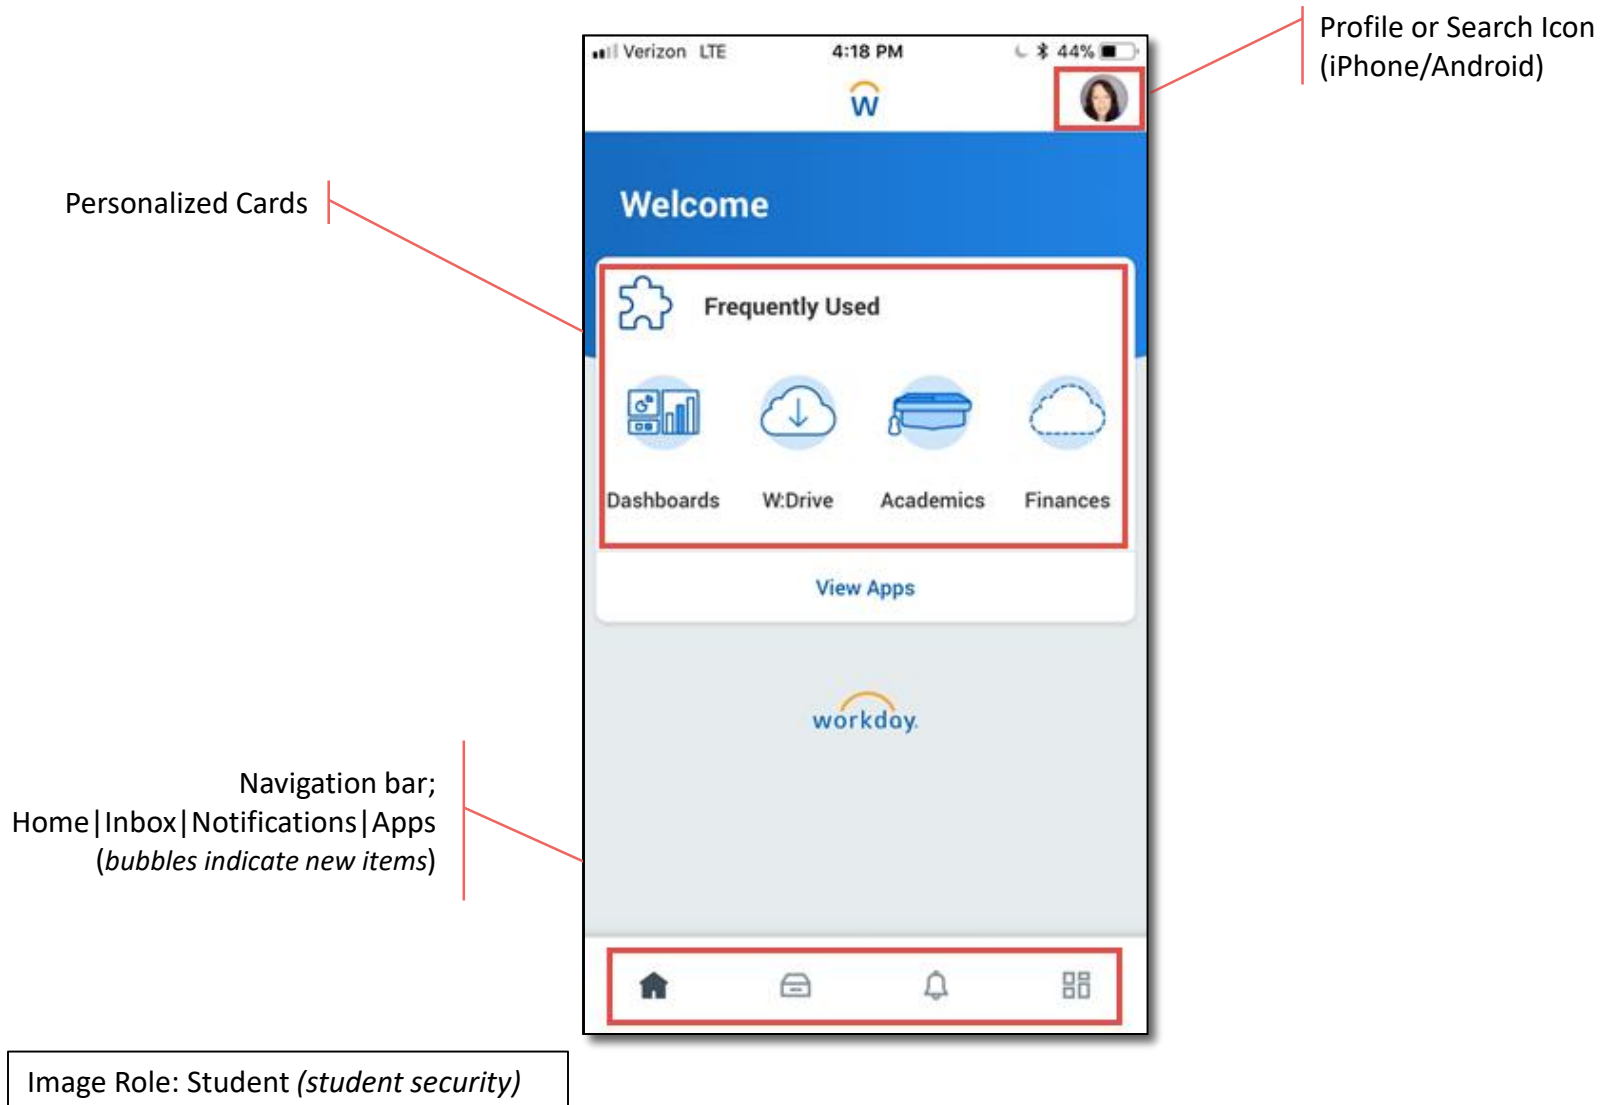 Profile or Search Icon
(iPhone/Android)
Verizon LTE 4:18 PM 44%
W
Welcome
Personalized Cards
Frequently Used
Dashboards W:Drive Academics Finances
View Apps
workday.
Navigation bar;
Home|Inbox|Notifications|Apps
(bubbles indicate new items)
Image Role: Student (student security)